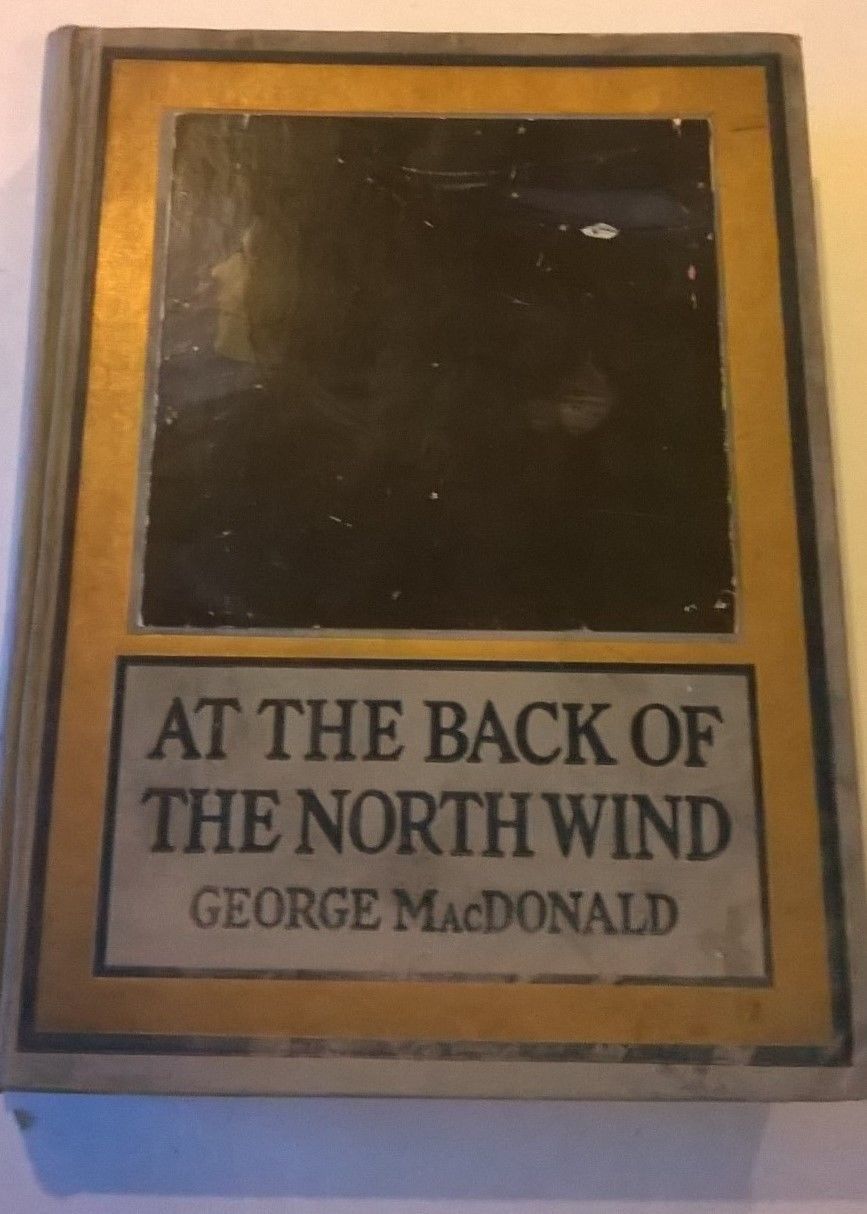 AT THE BACK OF
THE NORTH WIND
GEORGE MACDONALD